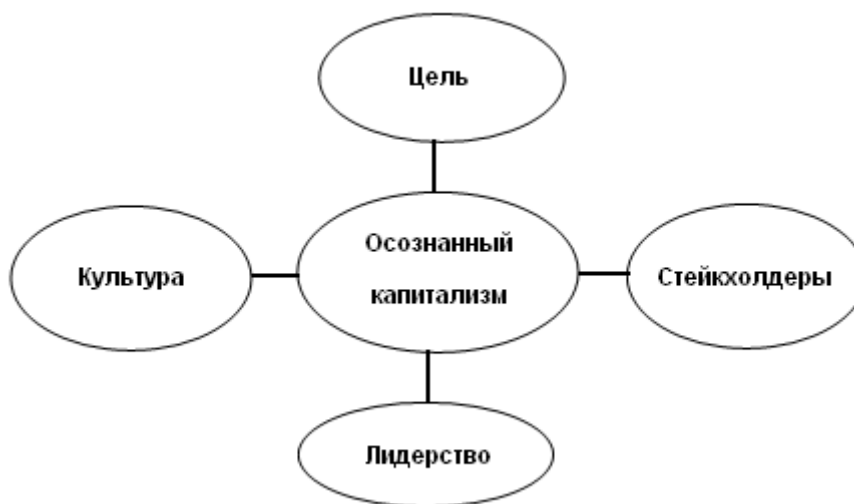 Цель
Осознанный
капитализм
Культура
Стейкхолдеры
Лидерство